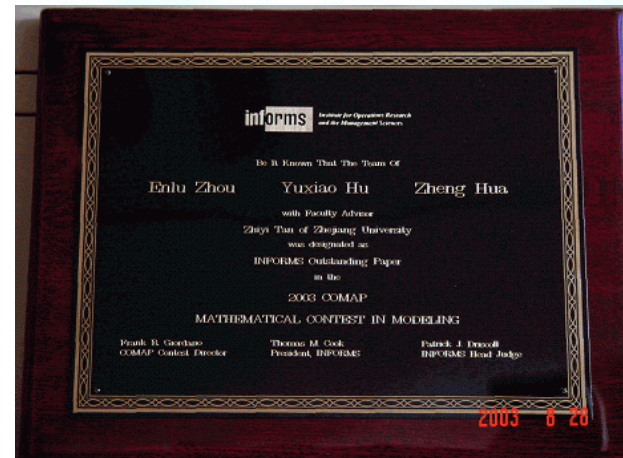 informs Institute for Operations Research
and the Management Sciences
Be It Known That The Team Of
Enlu Zhou Yuxiao Hu Zheng Hua
with Faculty Advisor
Zhiyi Tan of Zhejiang University
was designated as
INFORMS Outstanding Paper
in the
2003 COMAP
MATHEMATICAL CONTEST IN MODELING
Frank R. Giordano Thomas M. Cook Patrick J. Driscoll
COMAP Contest Director President, INFORMS INFORMS Head Judge
2003 8 28